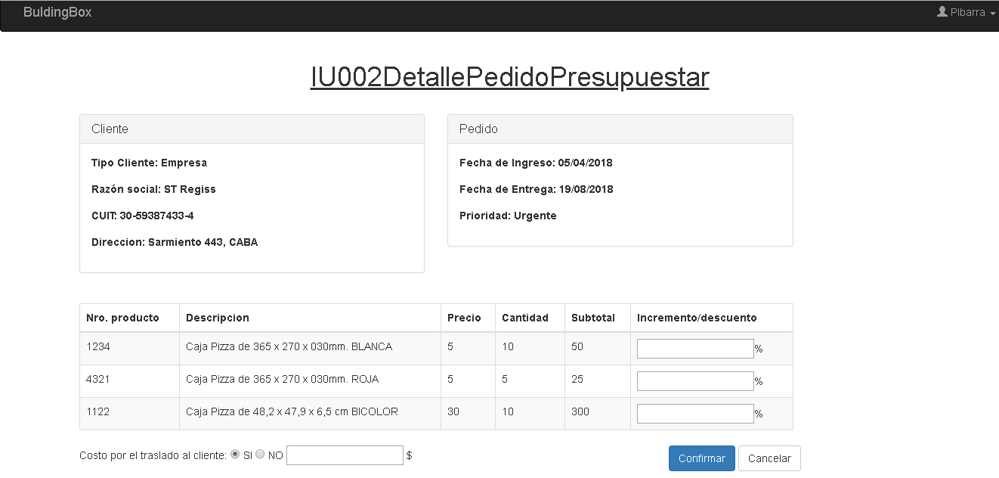 BuldingBox
PIbarra
IU002DetallePedidoPresupuestar
Cliente
Tipo Cliente: Empresa
Razón social: ST Regiss
CUIT: 30-59387433-4
Direccion: Sarmiento 443, CABA
Pedido
Fecha de Ingreso: 05/04/2018
Fecha de Entrega: 19/08/2018
Prioridad: Urgente
Nro. producto Descripcion Precio Cantidad Subtotal Incremento/descuento
1234 Caja Pizza de 365 x 270 x 030mm. BLANCA 5 10 50 %
4321 Caja Pizza de 365 x 270 x 030mm. ROJA 5 5 25 %
1122 Caja Pizza de 48,2 x 47,9 x 6,5 cm BICOLOR 30 10 300 %
Costo por el traslado al cliente: SI NO $
Confirmar Cancelar